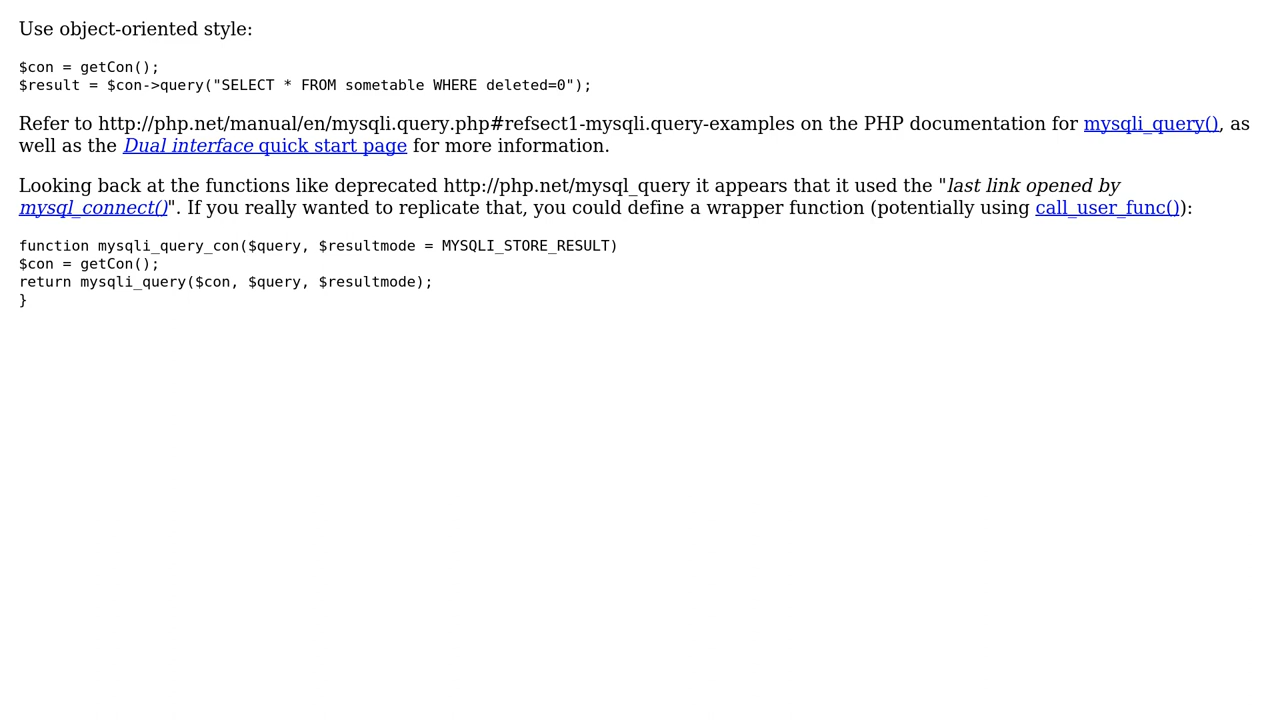 Use object-oriented style:
$con = getCon();
$result = $con->query("SELECT * FROM sometable WHERE deleted=0");
Refer to http://php.net/manual/en/mysqli.query.php#refsect1-mysqli.query-examples on the PHP documentation for mysqli_query(), as
well as the Dual interface quick start page for more information.
Looking back at the functions like deprecated http://php.net/mysql_query it appears that it used the "last link opened by
mysql_connect()". If you really wanted to replicate that, you could define a wrapper function (potentially using call_user_func()):
function mysqli_query_con($query, $resultmode = MYSQLI_STORE_RESULT)
$con = getCon();
return mysqli_query($con, $query, $resultmode);
}